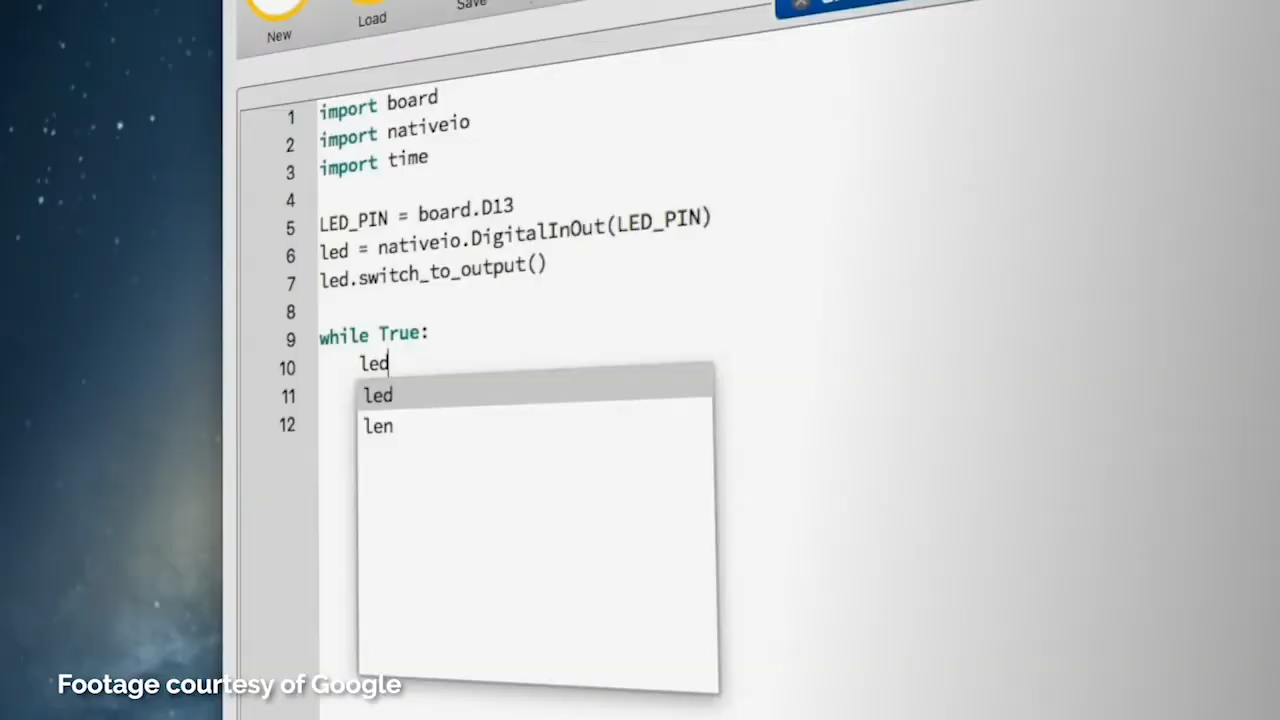 New
Load
Save
1 import board
2 import nativeio
3 import time
4
5 LED_PIN = board.D13
6 led = nativeio.DigitalInOut(LED_PIN)
7 led.switch_to_output()
8
9 while True:
10 led
11
12
led
len
Footage courtesy of Google